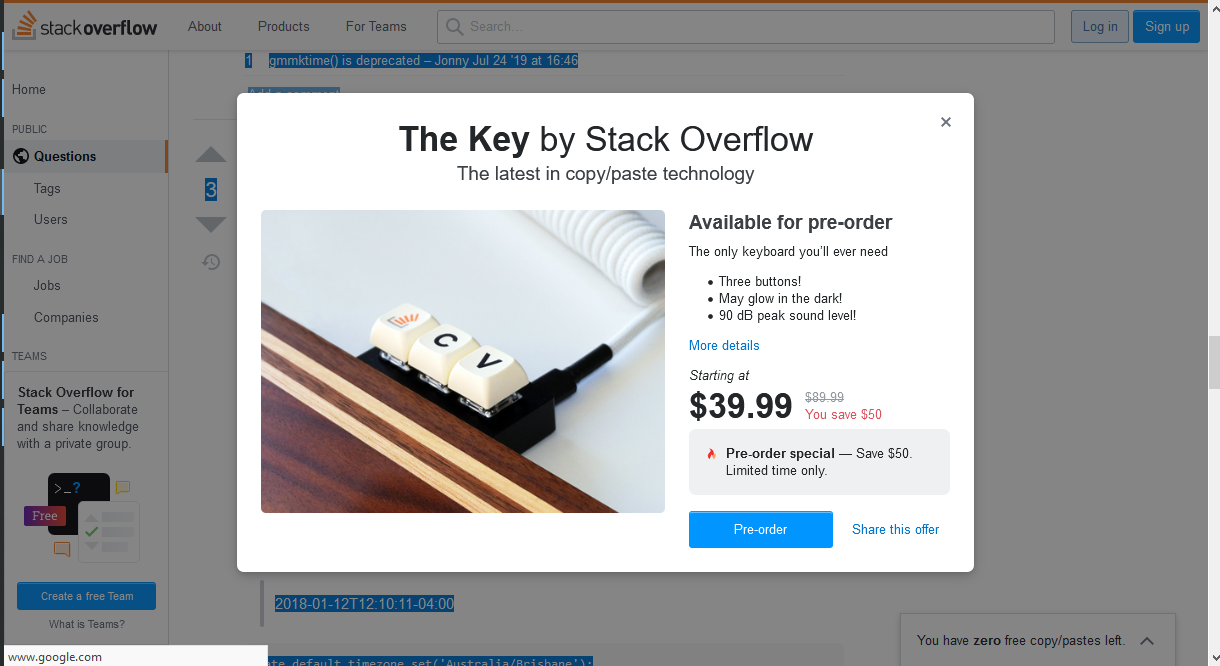 stack overflow
About
Products
For Teams
Search...
Log in
Sign up
1 gmmktime() is deprecated – Jonny Jul 24 '19 at 16:46
Home
PUBLIC
Questions
Tags
Users
FIND A JOB
Jobs
Companies
TEAMS
Stack Overflow for
Teams – Collaborate
and share knowledge
with a private group.
>_?
Free
Create a free Team
What is Teams?
3
The Key by Stack Overflow
The latest in copy/paste technology
C
V
Available for pre-order
The only keyboard you'll ever need
Three buttons!
May glow in the dark!
90 dB peak sound level!
More details
Starting at
$39.99
$89.99
You save $50
Pre-order special — Save $50.
Limited time only.
Pre-order
Share this offer
2018-01-12T12:10:11-04:00
default timezone set('Australia/Brisbane');
You have zero free copy/pastes left.
www.google.com